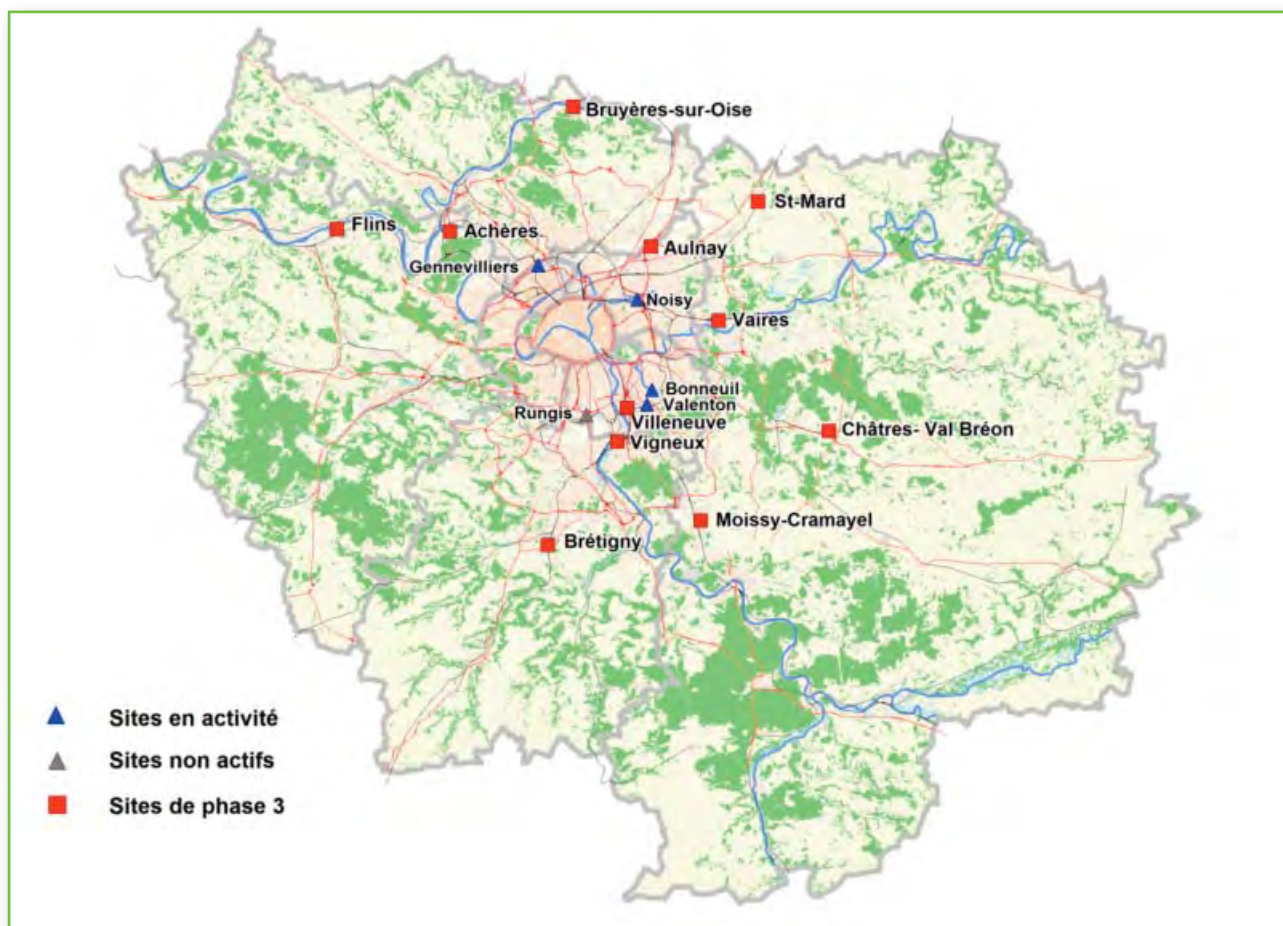 Bruyères-sur-Oise
St-Mard
Flins
Achères
Aulnay
Gennevilliers
Noisy
Vaires
Bonneuil
Valenton
Rungis
Villeneuve
Châtres- Val Bréon
Vigneux
Moissy-Cramayel
Brétigny
Sites en activité
Sites non actifs
Sites de phase 3